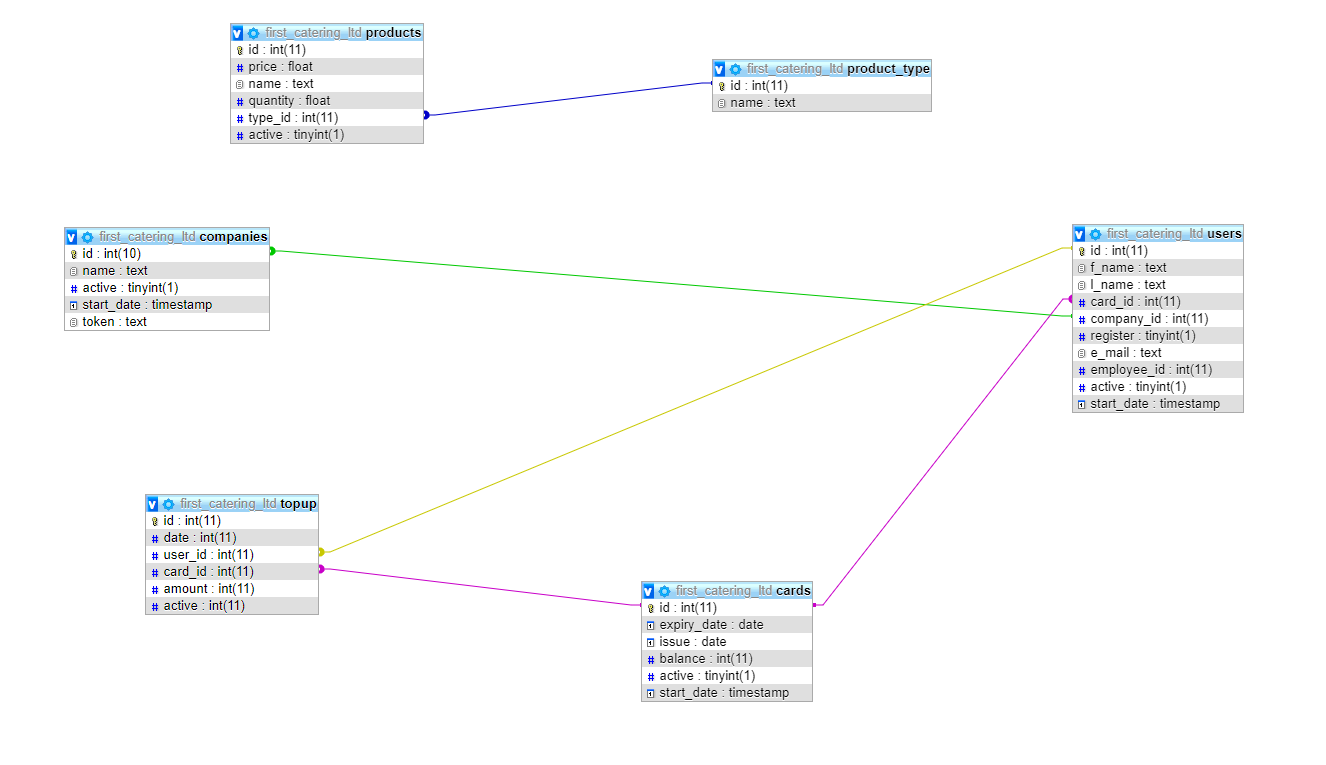 first_catering_ltd products
id : int(11)
price : float
name : text
quantity : float
type_id : int(11)
active : tinyint(1)
first_catering_ltd product_type
id : int(11)
name : text
first_catering_ltd companies
id : int(10)
name : text
active : tinyint(1)
start_date : timestamp
token : text
first_catering_ltd users
id : int(11)
f_name : text
l_name : text
card_id : int(11)
company_id : int(11)
register : tinyint(1)
e_mail : text
employee_id : int(11)
active : tinyint(1)
start_date : timestamp
first_catering_ltd topup
id : int(11)
date : int(11)
user_id : int(11)
card_id : int(11)
amount : int(11)
active : int(11)
first_catering_ltd cards
id : int(11)
expiry_date : date
issue : date
balance : int(11)
active : tinyint(1)
start_date : timestamp